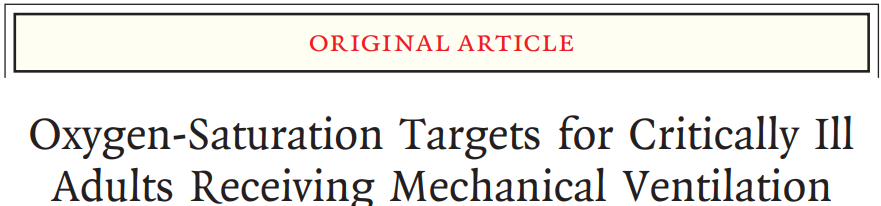 ORIGINAL ARTICLE
Oxygen-Saturation Targets for Critically Ill
Adults Receiving Mechanical Ventilation